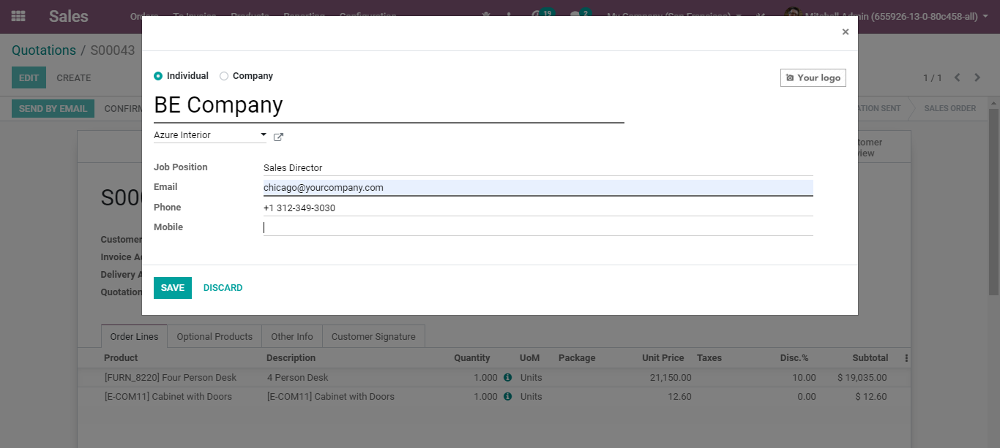 Sales Orders To Invoice Products Reporting Configuration 19 2 My Company (San Francisco) Mitchell Admin (655926-13-0-80c458-all)
×
Quotations / S00043
Individual Company Your logo
EDIT CREATE 1 / 1
BE Company
SEND BY EMAIL CONFIRM SALES ORDER
Azure Interior
Job Position Sales Director
Email chicago@yourcompany.com
Phone +1 312-349-3030
Mobile
Customer
Invoice
Delivery
Quotation
SAVE DISCARD
Order Lines Optional Products Other Info Customer Signature
Product Description Quantity UoM Package Unit Price Taxes Disc.% Subtotal
[FURN_8220] Four Person Desk 4 Person Desk 1.000 Units 21,150.00 10.00 $ 19,035.00
[E-COM11] Cabinet with Doors [E-COM11] Cabinet with Doors 1.000 Units 12.60 0.00 $ 12.60